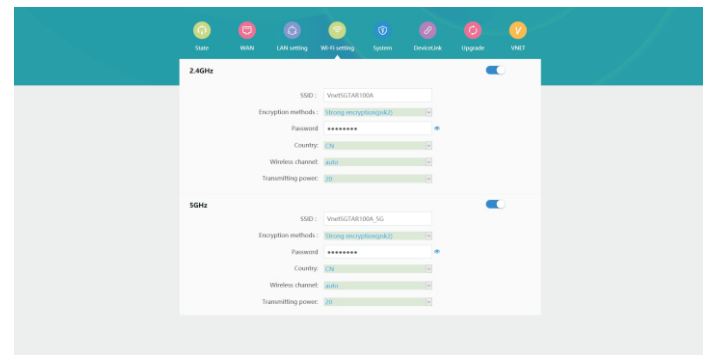 State WAN LAN setting Wi-Fi setting System DeviceLink Upgrade VNET
2.4GHz
SSID : VnetSGTAR100A
Encryption methods : Strong encryption(psk2)
Password ••••••••
Country: CN
Wireless channel: auto
Transmitting power: 20
5GHz
SSID : VnetSGTAR100A_5G
Encryption methods : Strong encryption(psk2)
Password ••••••••
Country: CN
Wireless channel: auto
Transmitting power: 20